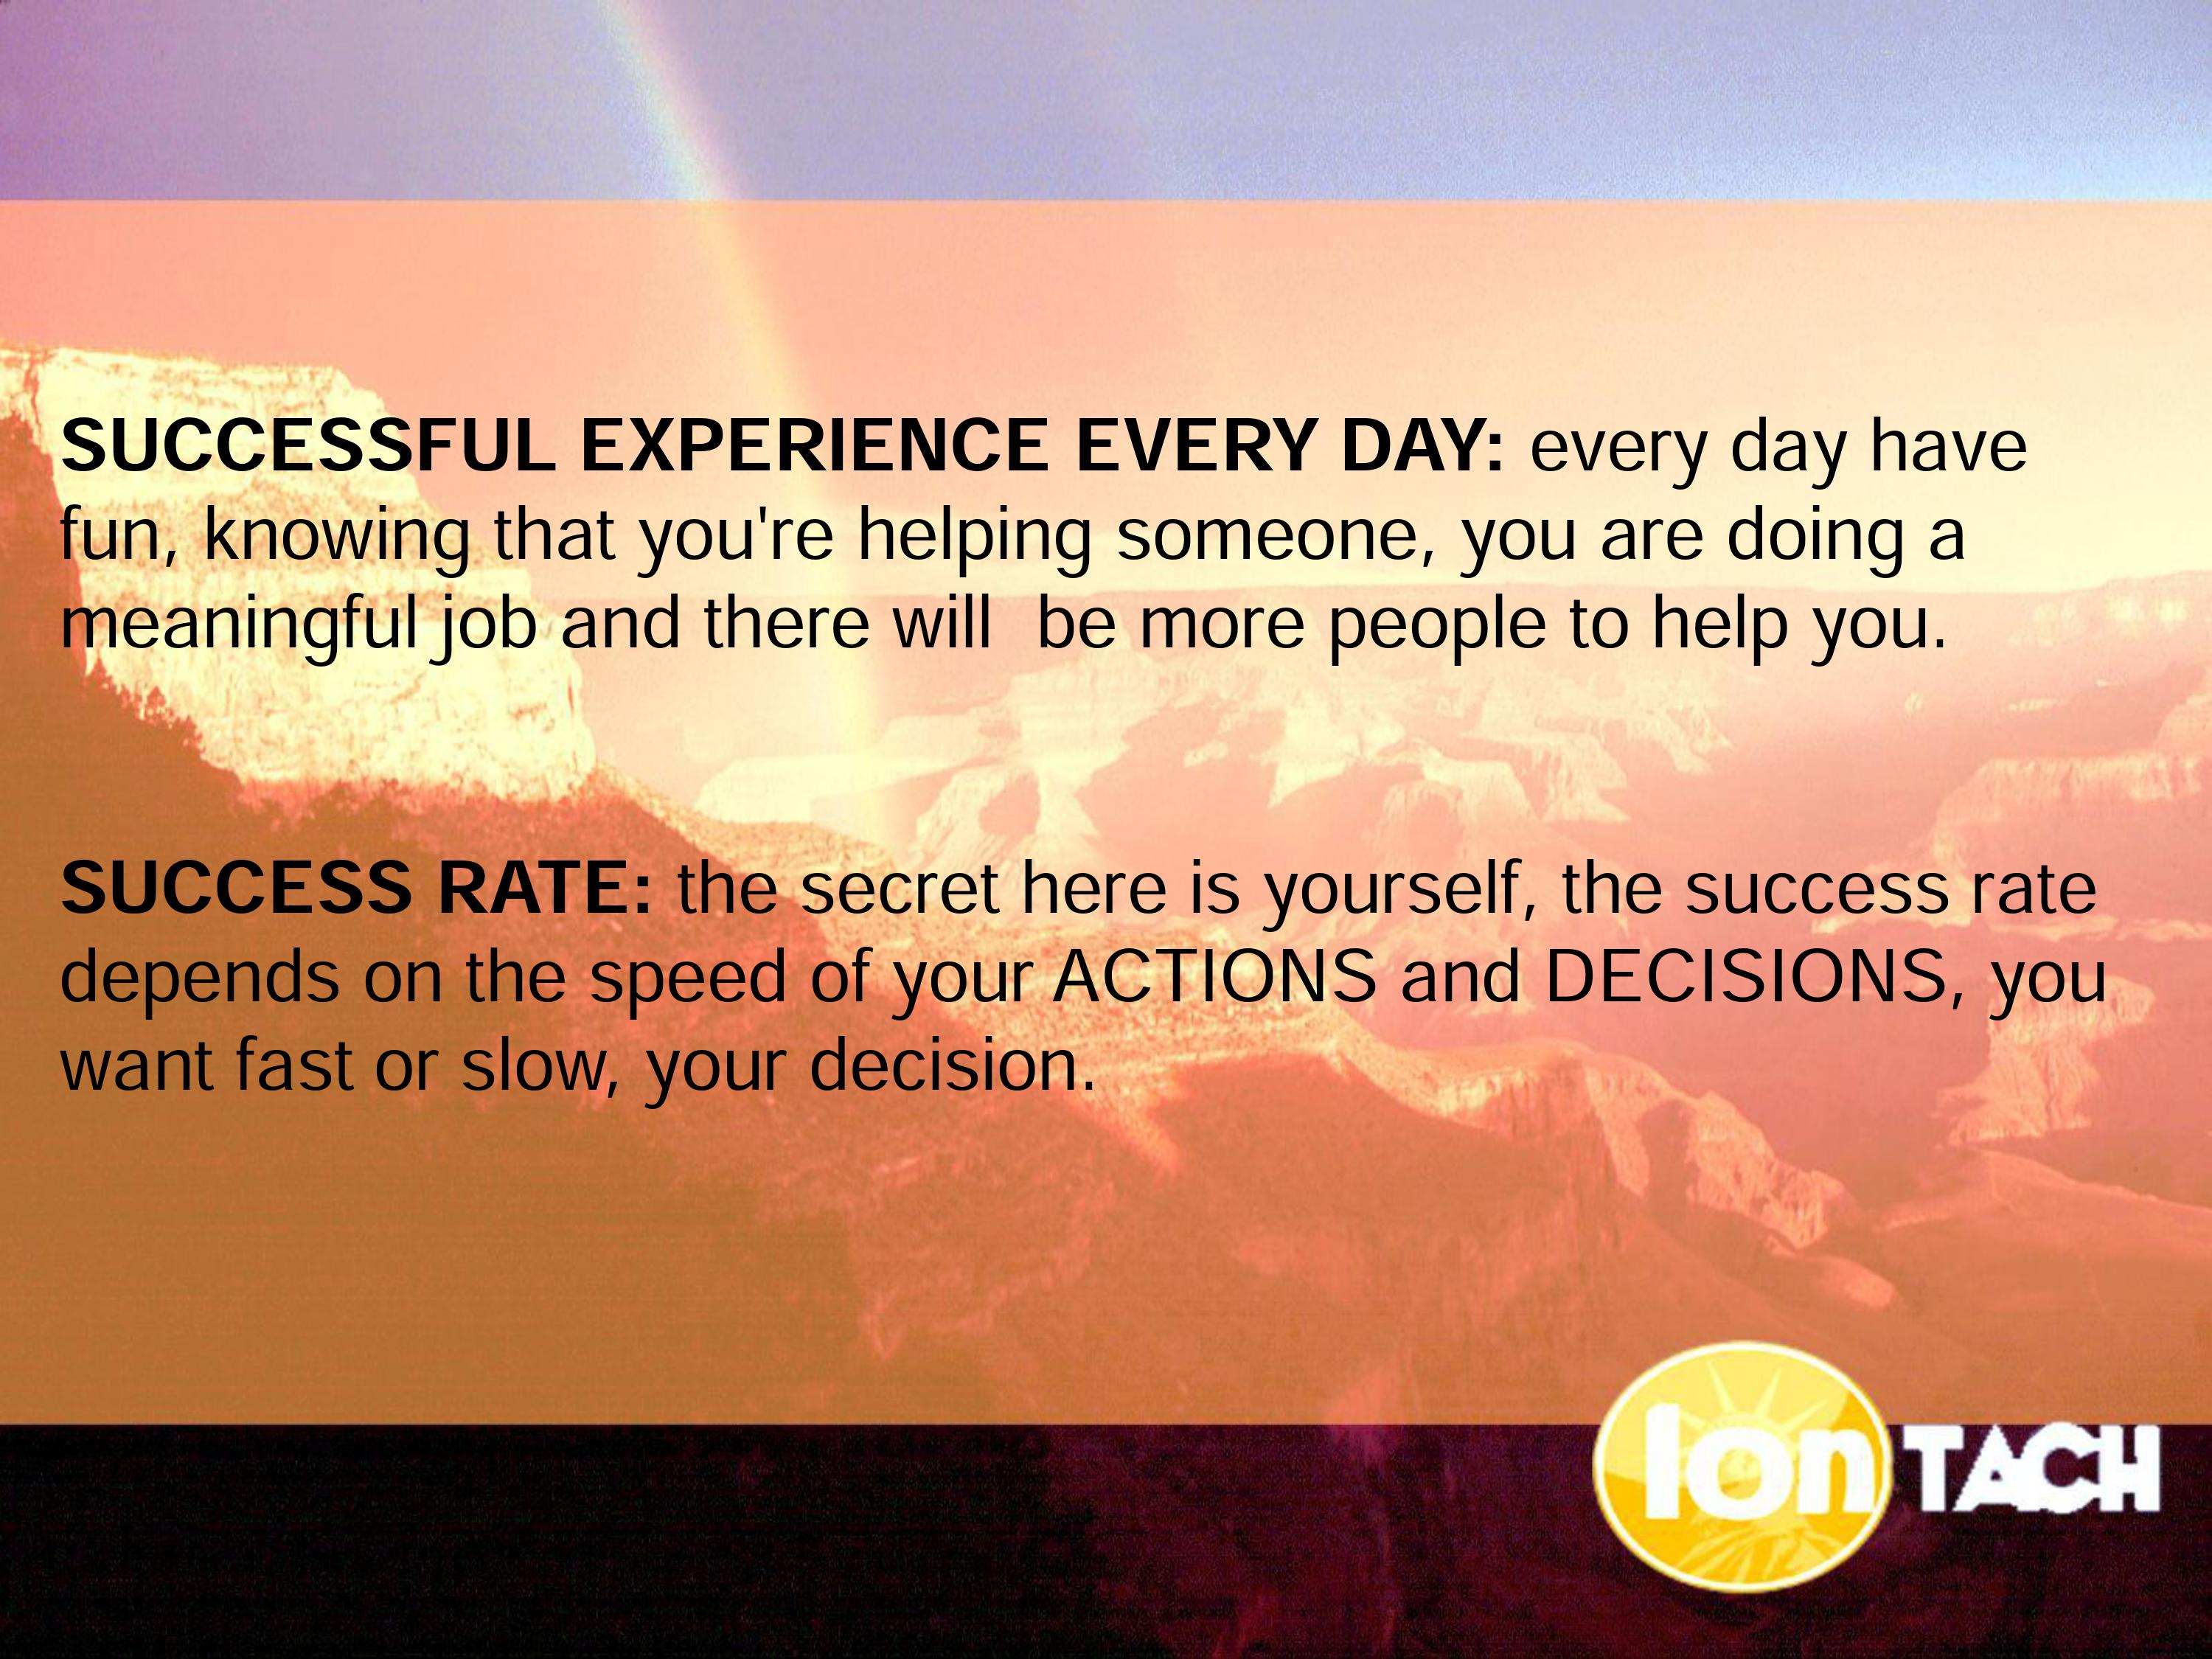 SUCCESSFUL EXPERIENCE EVERY DAY: every day have
fun, knowing that you're helping someone, you are doing a
meaningful job and there will  be more people to help you.
SUCCESS RATE: the secret here is yourself, the success rate
depends on the speed of your ACTIONS and DECISIONS, you
want fast or slow, your decision.
Ion TACH